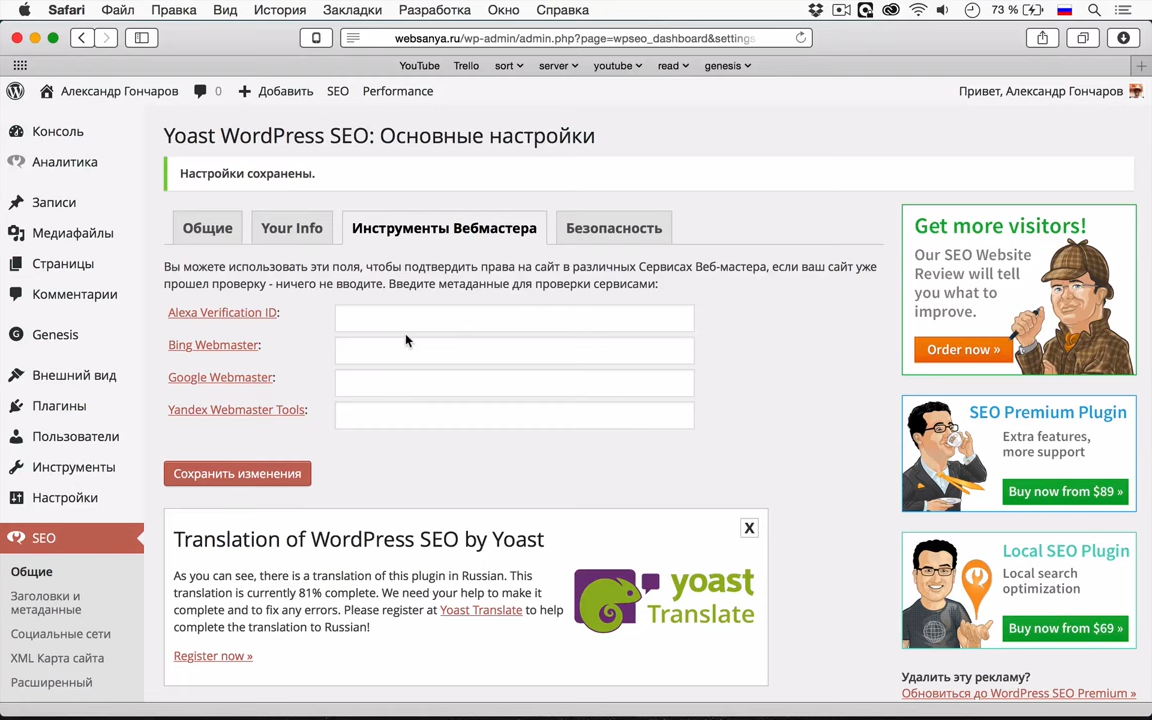 Safari Файл Правка Вид История Закладки Разработка Окно Справка 73 %
websanya.ru/wp-admin/admin.php?page=wpseo_dashboard&settings
YouTube Trello sort server youtube read genesis
Александр Гончаров 0 Добавить SEO Performance Привет, Александр Гончаров
Консоль
Аналитика
Записи
Медиафайлы
Страницы
Комментарии
Genesis
Внешний вид
Плагины
Пользователи
Инструменты
Настройки
SEO
Общие
Заголовки и
метаданные
Социальные сети
XML Карта сайта
Расширенный
Yoast WordPress SEO: Основные настройки
Настройки сохранены.
Общие Your Info Инструменты Вебмастера Безопасность
Вы можете использовать эти поля, чтобы подтвердить права на сайт в различных Сервисах Веб-мастера, если ваш сайт уже
прошел проверку - ничего не вводите. Введите метаданные для проверки сервисами:
Alexa Verification ID:
Bing Webmaster:
Google Webmaster:
Yandex Webmaster Tools:
Сохранить изменения
Translation of WordPress SEO by Yoast
X
As you can see, there is a translation of this plugin in Russian. This
translation is currently 81% complete. We need your help to make it
complete and to fix any errors. Please register at Yoast Translate to help
complete the translation to Russian!
Register now »
yoast
Translate
Get more visitors!
Our SEO Website
Review will tell
you what to
improve.
Order now »
SEO Premium Plugin
Extra features,
more support
Buy now from $89 »
Local SEO Plugin
Local search
optimization
Buy now from $69 »
Удалить эту рекламу?
Обновиться до WordPress SEO Premium »